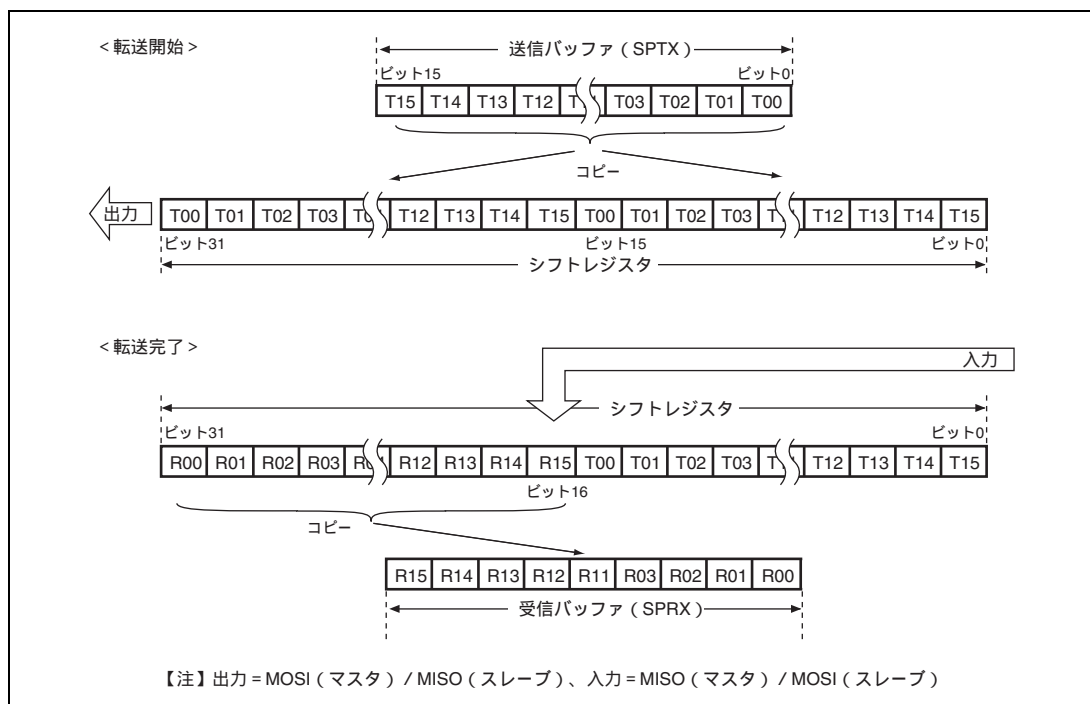 <転送開始>
送信バッファ(SPTX)
ビット15 ビット0
T15 T14 T13 T12 T03 T02 T01 T00
コピー
出力
T00 T01 T02 T03 T12 T13 T14 T15 T00 T01 T02 T03 T12 T13 T14 T15
ビット31 ビット15 ビット0
シフトレジスタ
<転送完了>
入力
シフトレジスタ
ビット31 ビット0
R00 R01 R02 R03 R12 R13 R14 R15 T00 T01 T02 T03 T12 T13 T14 T15
ビット16
コピー
R15 R14 R13 R12 R11 R03 R02 R01 R00
受信バッファ(SPRX)
【注】出力=MOSI(マスタ)/MISO(スレーブ)、入力=MISO(マスタ)/MOSI(スレーブ)